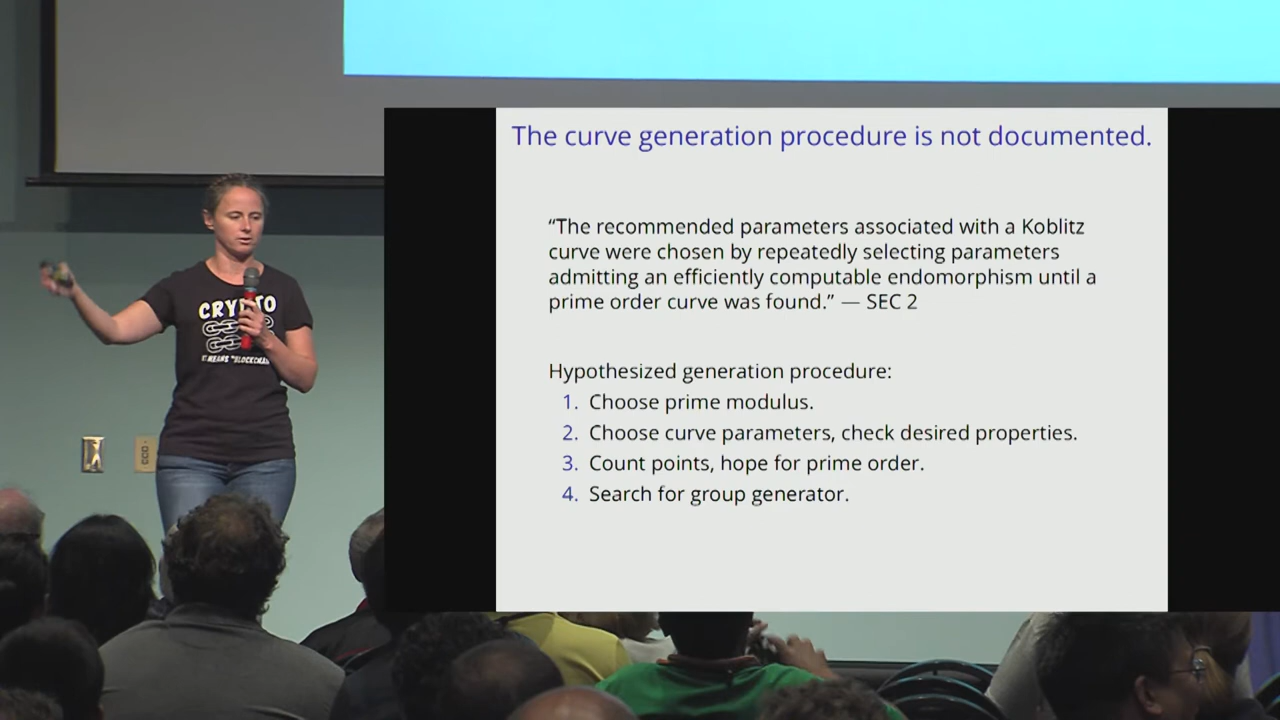 The curve generation procedure is not documented.
“The recommended parameters associated with a Koblitz
curve were chosen by repeatedly selecting parameters
admitting an efficiently computable endomorphism until a
prime order curve was found.” — SEC 2
Hypothesized generation procedure:
1. Choose prime modulus.
2. Choose curve parameters, check desired properties.
3. Count points, hope for prime order.
4. Search for group generator.